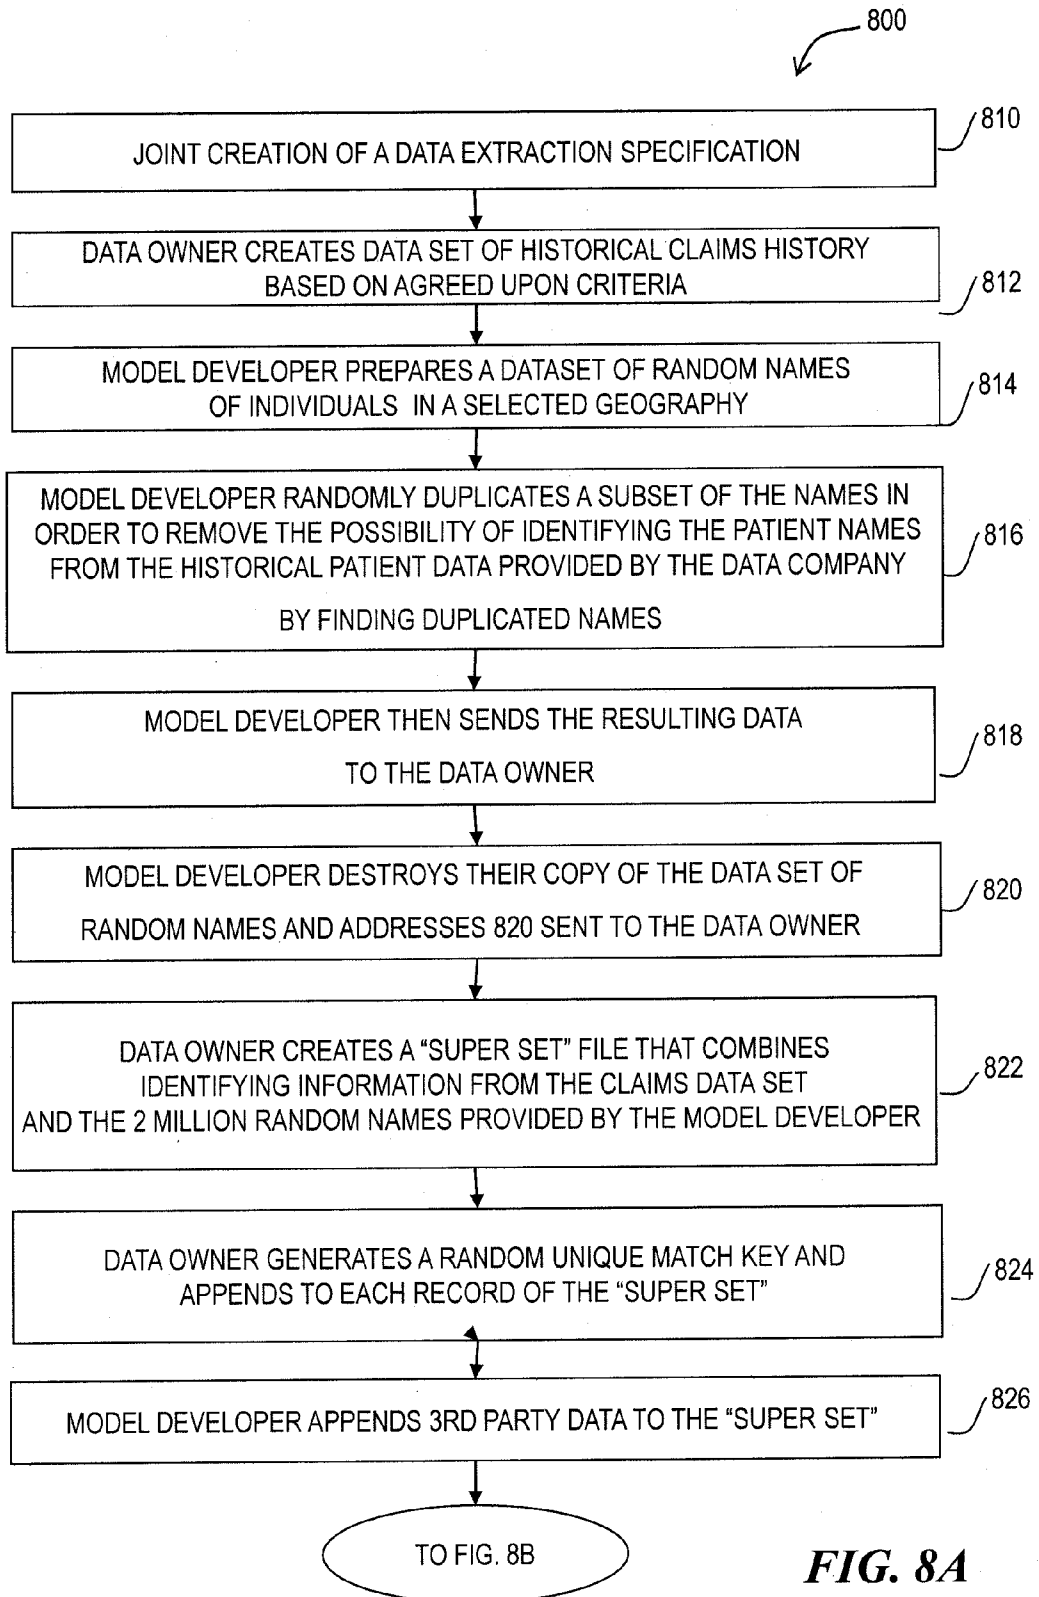 800
JOINT CREATION OF A DATA EXTRACTION SPECIFICATION
810
DATA OWNER CREATES DATA SET OF HISTORICAL CLAIMS HISTORY
BASED ON AGREED UPON CRITERIA
812
MODEL DEVELOPER PREPARES A DATASET OF RANDOM NAMES
OF INDIVIDUALS IN A SELECTED GEOGRAPHY
814
MODEL DEVELOPER RANDOMLY DUPLICATES A SUBSET OF THE NAMES IN
ORDER TO REMOVE THE POSSIBILITY OF IDENTIFYING THE PATIENT NAMES
FROM THE HISTORICAL PATIENT DATA PROVIDED BY THE DATA COMPANY
BY FINDING DUPLICATED NAMES
816
MODEL DEVELOPER THEN SENDS THE RESULTING DATA
TO THE DATA OWNER
818
MODEL DEVELOPER DESTROYS THEIR COPY OF THE DATA SET OF
RANDOM NAMES AND ADDRESSES 820 SENT TO THE DATA OWNER
820
DATA OWNER CREATES A “SUPER SET” FILE THAT COMBINES
IDENTIFYING INFORMATION FROM THE CLAIMS DATA SET
AND THE 2 MILLION RANDOM NAMES PROVIDED BY THE MODEL DEVELOPER
822
DATA OWNER GENERATES A RANDOM UNIQUE MATCH KEY AND
APPENDS TO EACH RECORD OF THE “SUPER SET”
824
MODEL DEVELOPER APPENDS 3RD PARTY DATA TO THE “SUPER SET”
826
TO FIG. 8B
FIG. 8A